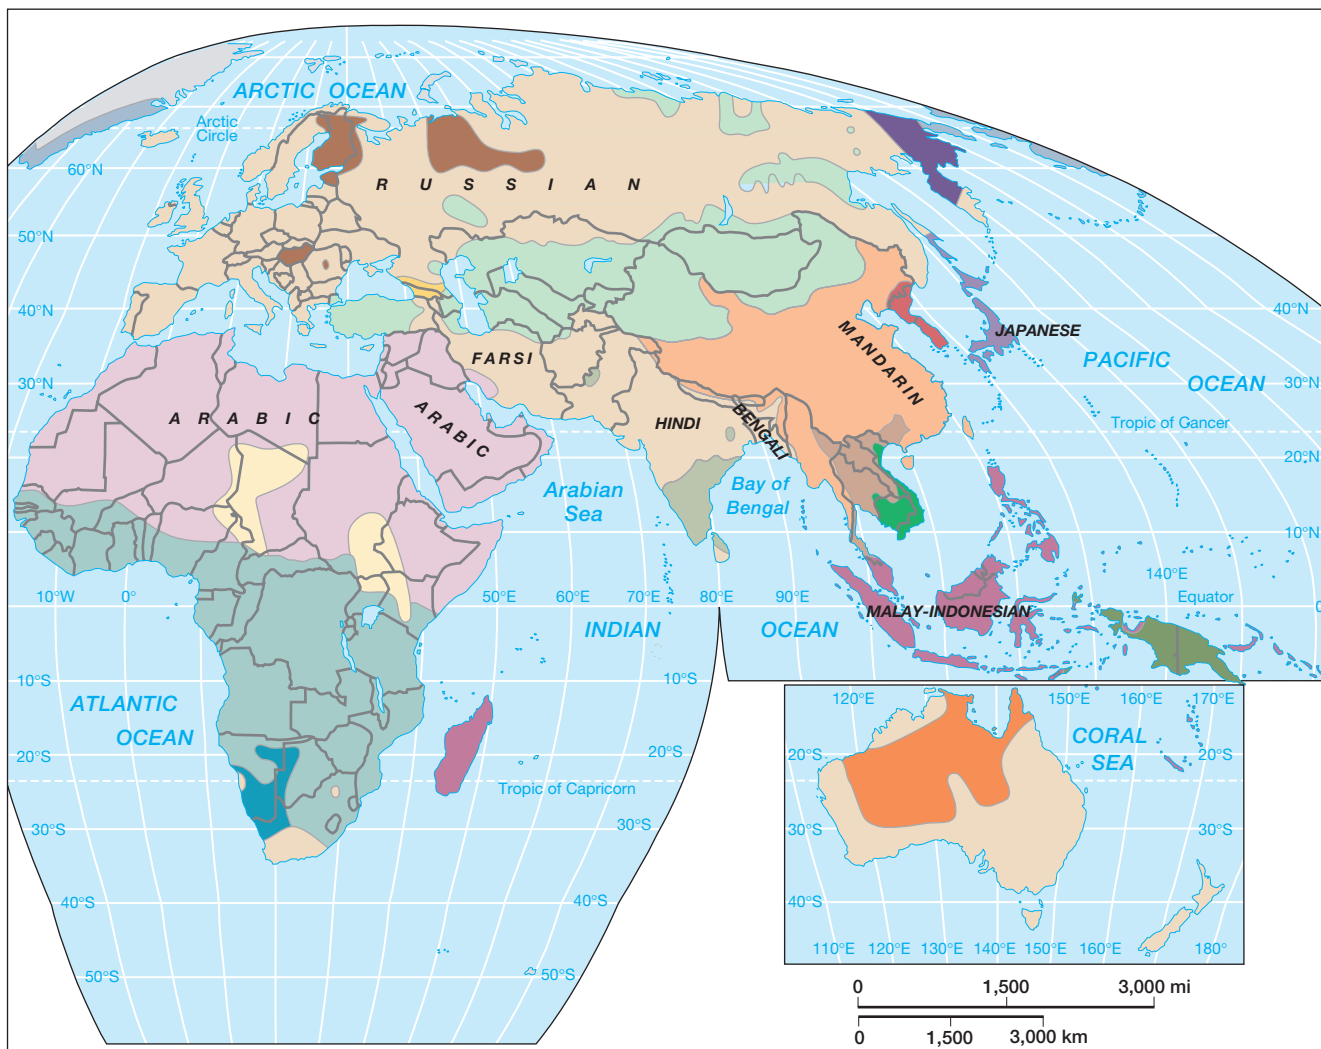 ARCTIC OCEAN
Arctic
Circle
60°N
50°N
40°N
30°N
RUSSIAN
FARSI
ARABIC
ARABIC
HINDI
BENGALI
MANDARIN
JAPANESE
PACIFIC
OCEAN
40°N
30°N
Tropic of Cancer
20°N
10°N
Arabian
Sea
Bay of
Bengal
140°E
Equator
0
MALAY-INDONESIAN
10°W
0°
50°E
60°E
70°E
80°E
90°E
INDIAN
OCEAN
10°S
10°S
ATLANTIC
OCEAN
20°S
20°S
Tropic of Capricorn
30°S
30°S
40°S
40°S
50°S
50°S
120°E
150°E
160°E
170°E
CORAL
SEA
20°S
20°S
30°S
30°S
40°S
40°S
110°E
120°E
130°E
140°E
150°E
160°E
180°
0
1,500
3,000 mi
0
1,500
3,000 km